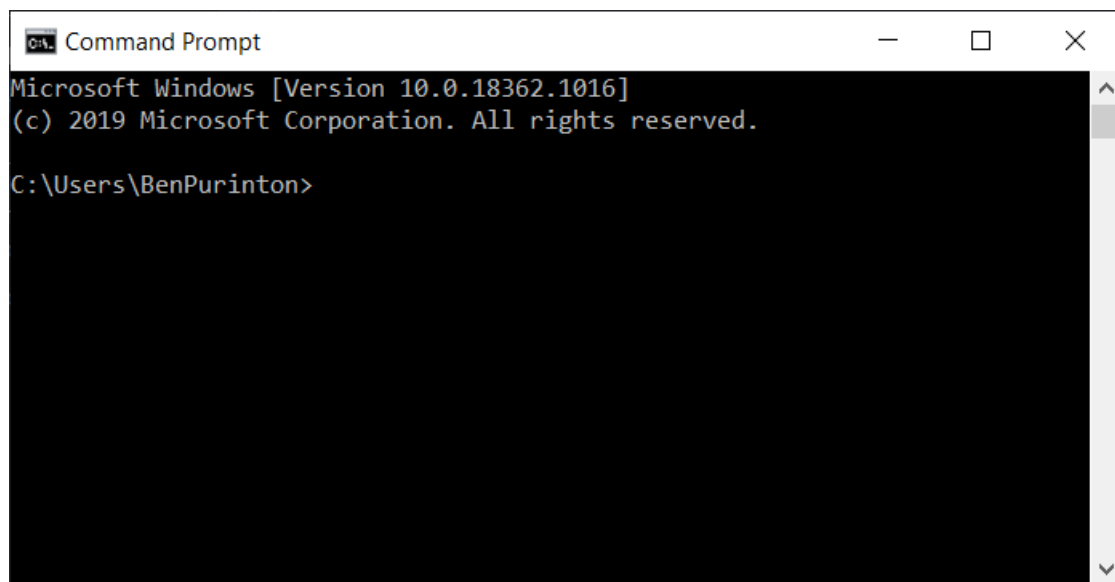 Command Prompt
Microsoft Windows [Version 10.0.18362.1016]
(c) 2019 Microsoft Corporation. All rights reserved.
C:\Users\BenPurinton>